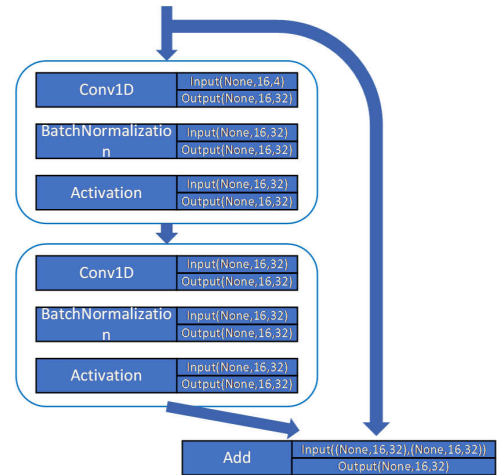 Conv1D
Input(None,16,4)
Output(None,16,32)
BatchNormalizatio
n
Input(None,16,32)
Output(None,16,32)
Activation
Input(None,16,32)
Output(None,16,32)
Conv1D
Input(None,16,32)
Output(None,16,32)
BatchNormalizatio
n
Input(None,16,32)
Output(None,16,32)
Activation
Input(None,16,32)
Output(None,16,32)
Add
Input((None,16,32),(None,16,32))
Output(None,16,32)